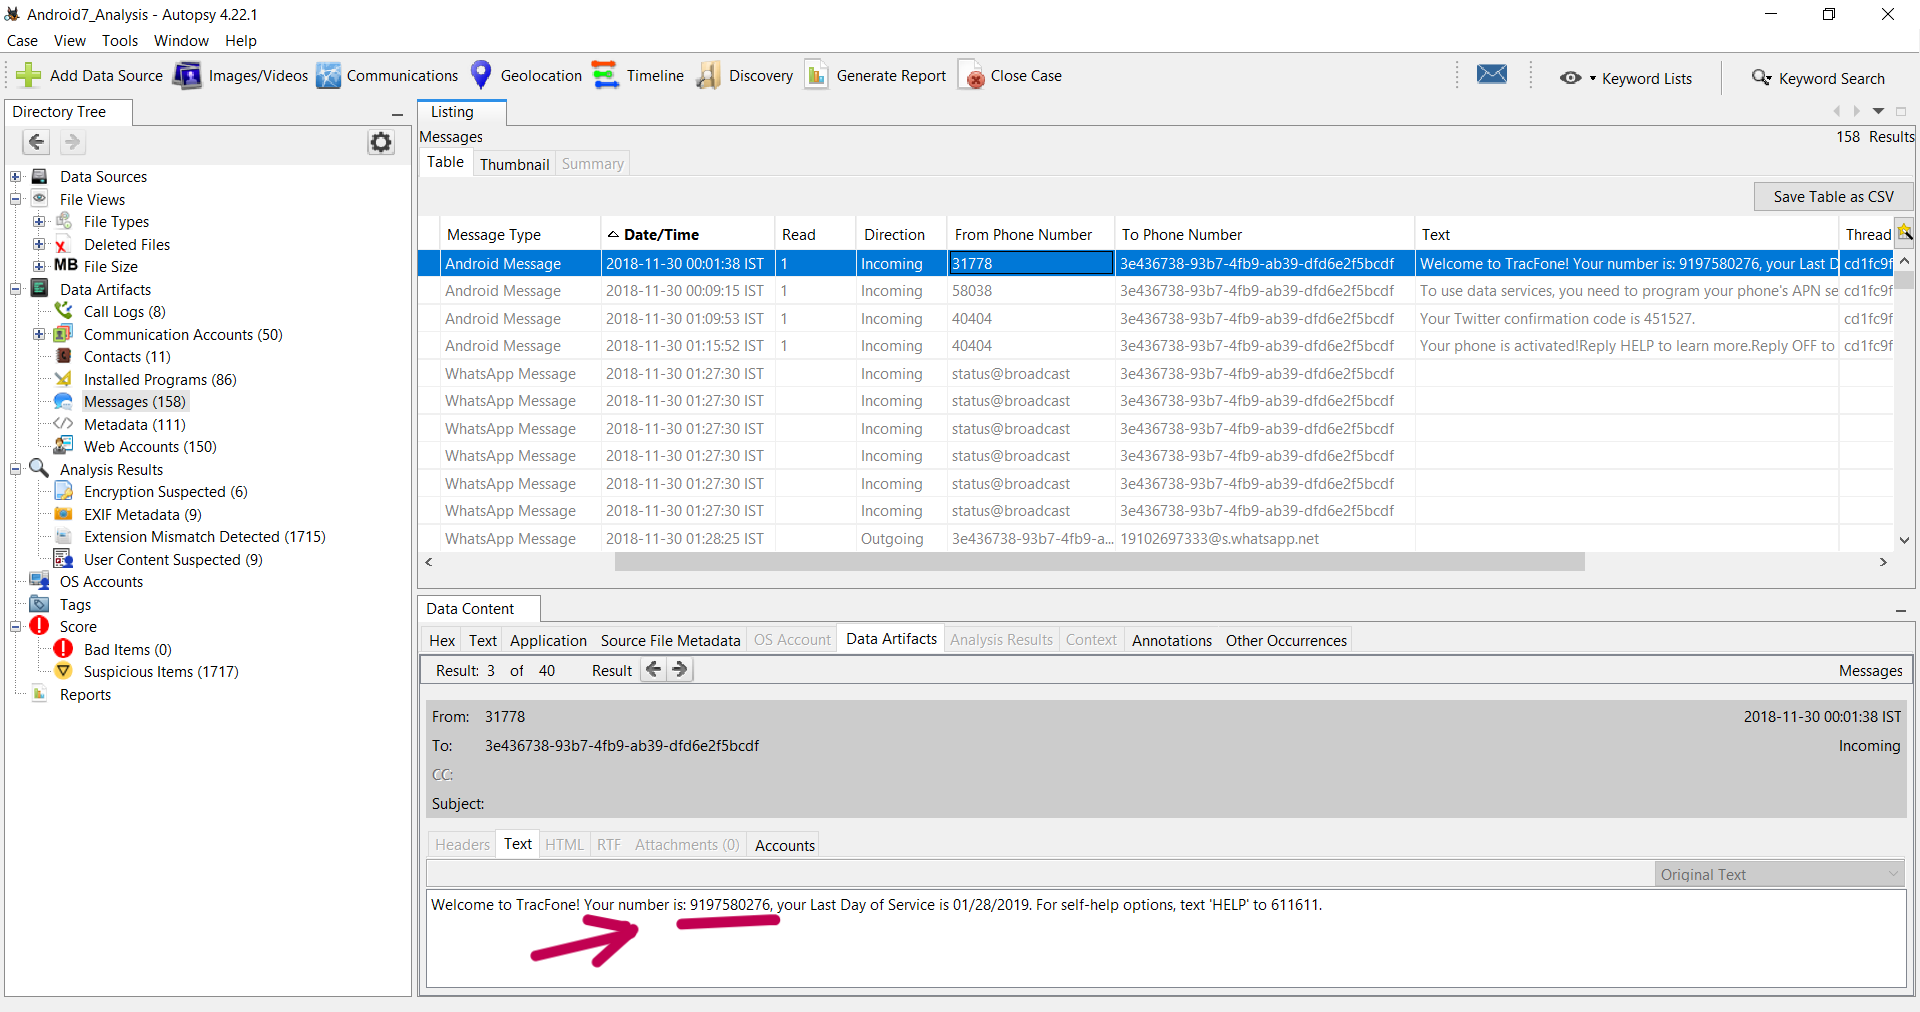 Android7_Analysis - Autopsy 4.22.1
Case View Tools Window Help
Add Data Source Images/Videos Communications Geolocation Timeline Discovery Generate Report Close Case Keyword Lists Keyword Search
Directory Tree
Data Sources
File Views
File Types
Deleted Files
MB File Size
Data Artifacts
Call Logs (8)
Communication Accounts (50)
Contacts (11)
Installed Programs (86)
Messages (158)
Metadata (111)
Web Accounts (150)
Analysis Results
Encryption Suspected (6)
EXIF Metadata (9)
Extension Mismatch Detected (1715)
User Content Suspected (9)
OS Accounts
Tags
Score
Bad Items (0)
Suspicious Items (1717)
Reports
Listing
Messages 158 Results
Table Thumbnail Summary
Save Table as CSV
Message Type Date/Time Read Direction From Phone Number To Phone Number Text Thread
Android Message 2018-11-30 00:01:38 IST 1 Incoming 31778 3e436738-93b7-4fb9-ab39-dfd6e2f5bcdf Welcome to TracFone! Your number is: 9197580276, your Last D cd1fc9f
Android Message 2018-11-30 00:09:15 IST 1 Incoming 58038 3e436738-93b7-4fb9-ab39-dfd6e2f5bcdf To use data services, you need to program your phone's APN se cd1fc9f
Android Message 2018-11-30 01:09:53 IST 1 Incoming 40404 3e436738-93b7-4fb9-ab39-dfd6e2f5bcdf Your Twitter confirmation code is 451527. cd1fc9f
Android Message 2018-11-30 01:15:52 IST 1 Incoming 40404 3e436738-93b7-4fb9-ab39-dfd6e2f5bcdf Your phone is activated!Reply HELP to learn more.Reply OFF to cd1fc9f
WhatsApp Message 2018-11-30 01:27:30 IST Incoming status@broadcast 3e436738-93b7-4fb9-ab39-dfd6e2f5bcdf
WhatsApp Message 2018-11-30 01:27:30 IST Incoming status@broadcast 3e436738-93b7-4fb9-ab39-dfd6e2f5bcdf
WhatsApp Message 2018-11-30 01:27:30 IST Incoming status@broadcast 3e436738-93b7-4fb9-ab39-dfd6e2f5bcdf
WhatsApp Message 2018-11-30 01:27:30 IST Incoming status@broadcast 3e436738-93b7-4fb9-ab39-dfd6e2f5bcdf
WhatsApp Message 2018-11-30 01:27:30 IST Incoming status@broadcast 3e436738-93b7-4fb9-ab39-dfd6e2f5bcdf
WhatsApp Message 2018-11-30 01:27:30 IST Incoming status@broadcast 3e436738-93b7-4fb9-ab39-dfd6e2f5bcdf
WhatsApp Message 2018-11-30 01:28:25 IST Outgoing 3e436738-93b7-4fb9-a... 19102697333@s.whatsapp.net
Data Content
Hex Text Application Source File Metadata OS Account Data Artifacts Analysis Results Context Annotations Other Occurrences
Result: 3 of 40 Result Messages
From: 31778 2018-11-30 00:01:38 IST
To: 3e436738-93b7-4fb9-ab39-dfd6e2f5bcdf Incoming
CC:
Subject:
Headers Text HTML RTF Attachments (0) Accounts
Original Text
Welcome to TracFone! Your number is: 9197580276, your Last Day of Service is 01/28/2019. For self-help options, text 'HELP' to 611611.